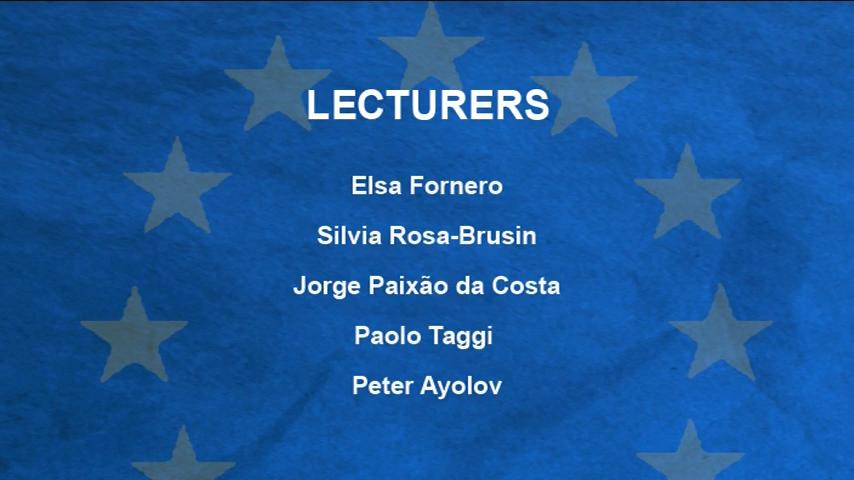 LECTURERS
Elsa Fornero
Silvia Rosa-Brusin
Jorge Paixão da Costa
Paolo Taggi
Peter Ayolov